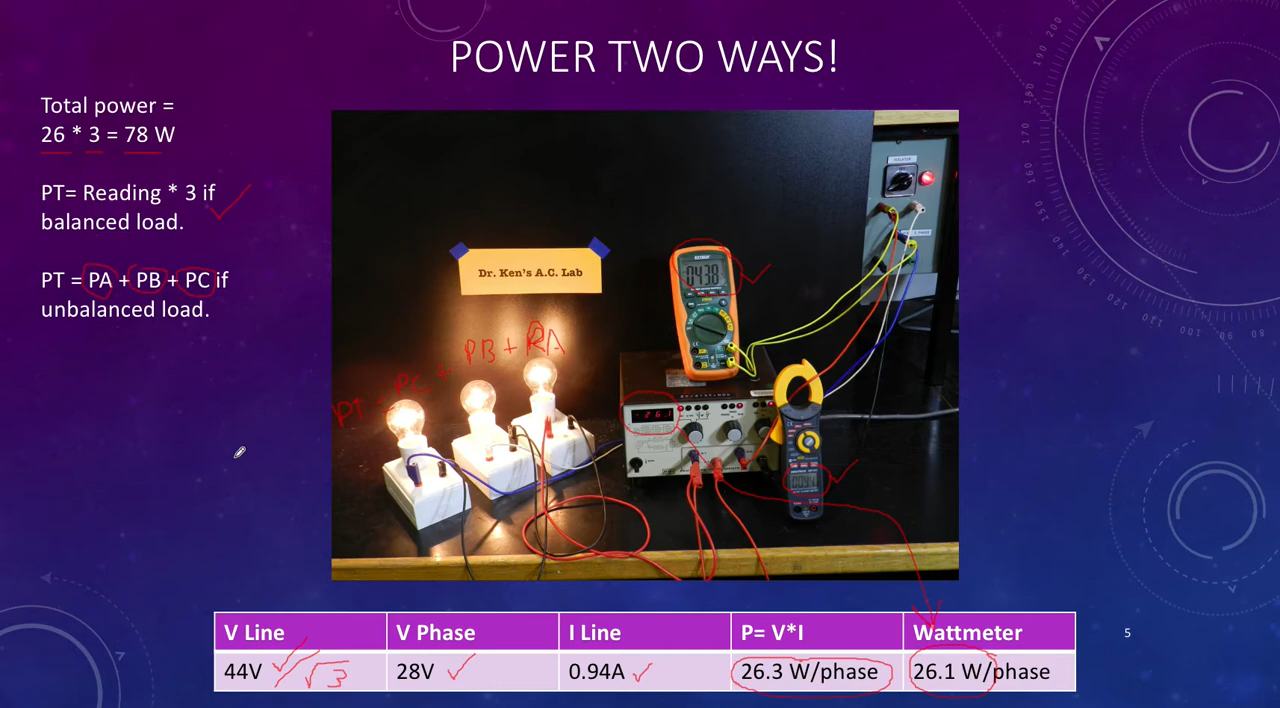 POWER TWO WAYS!
Total power =
26 * 3 = 78 W
PT= Reading * 3 if
balanced load.
PT = PA + PB + PC if
unbalanced load.
Dr. Ken's A.C. Lab
PT = PC + PB + PA
26.1
V Line
V Phase
I Line
P= V*I
Wattmeter
44V
√3
28V
0.94A
26.3 W/phase
26.1 W/phase
5